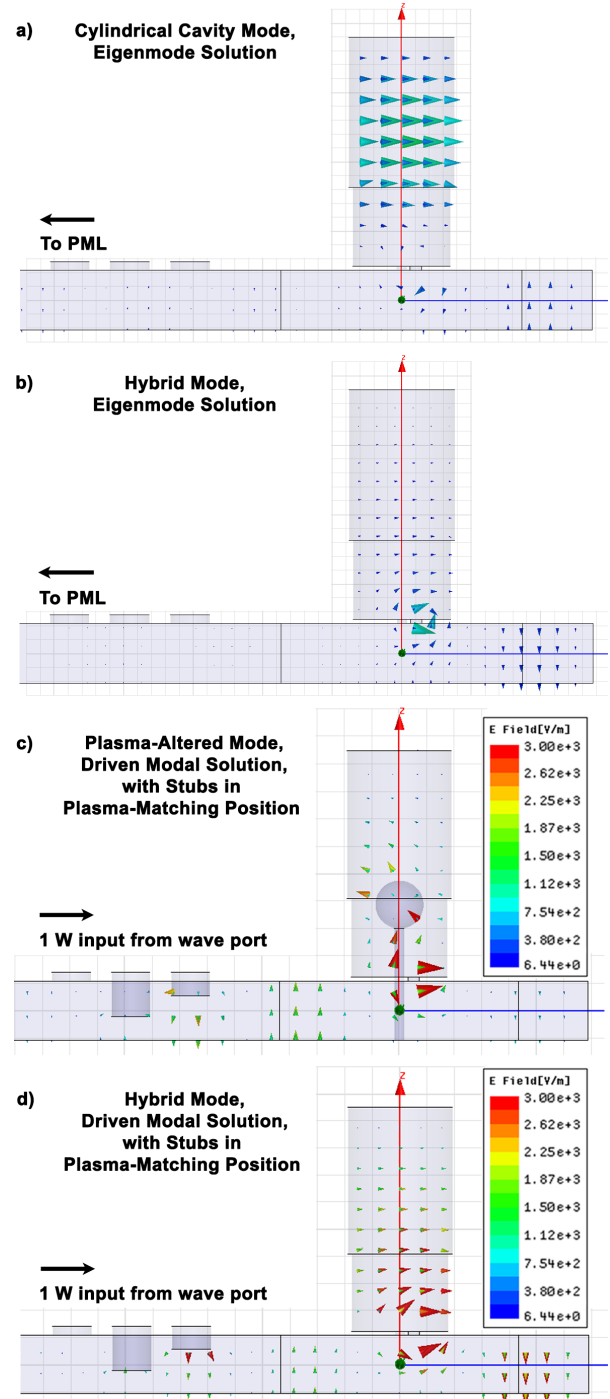 a)
Cylindrical Cavity Mode,
Eigenmode Solution
z
To PML
b)
Hybrid Mode,
Eigenmode Solution
z
To PML
c)
Plasma-Altered Mode,
Driven Modal Solution,
with Stubs in
Plasma-Matching Position
z
E Field[V/m]
3.00e+3
2.62e+3
2.25e+3
1.87e+3
1.50e+3
1.12e+3
7.54e+2
3.80e+2
6.44e+0
1 W input from wave port
d)
Hybrid Mode,
Driven Modal Solution,
with Stubs in
Plasma-Matching Position
z
E Field[V/m]
3.00e+3
2.62e+3
2.25e+3
1.87e+3
1.50e+3
1.12e+3
7.54e+2
3.80e+2
6.44e+0
1 W input from wave port